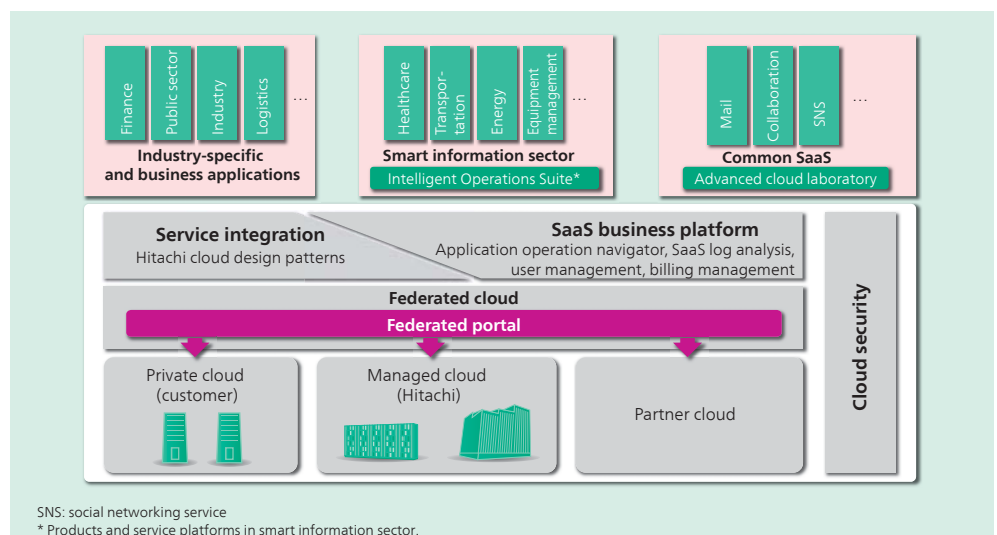 Finance
Public sector
Industry
Logistics
...
Industry-specific
and business applications
Healthcare
Transpor-
tation
Energy
Equipment
management
...
Smart information sector
Intelligent Operations Suite*
Mail
Collaboration
SNS
...
Common SaaS
Advanced cloud laboratory
Service integration
Hitachi cloud design patterns
SaaS business platform
Application operation navigator, SaaS log analysis,
user management, billing management
Federated cloud
Federated portal
Private cloud
(customer)
Managed cloud
(Hitachi)
Partner cloud
Cloud security
SNS: social networking service
* Products and service platforms in smart information sector.